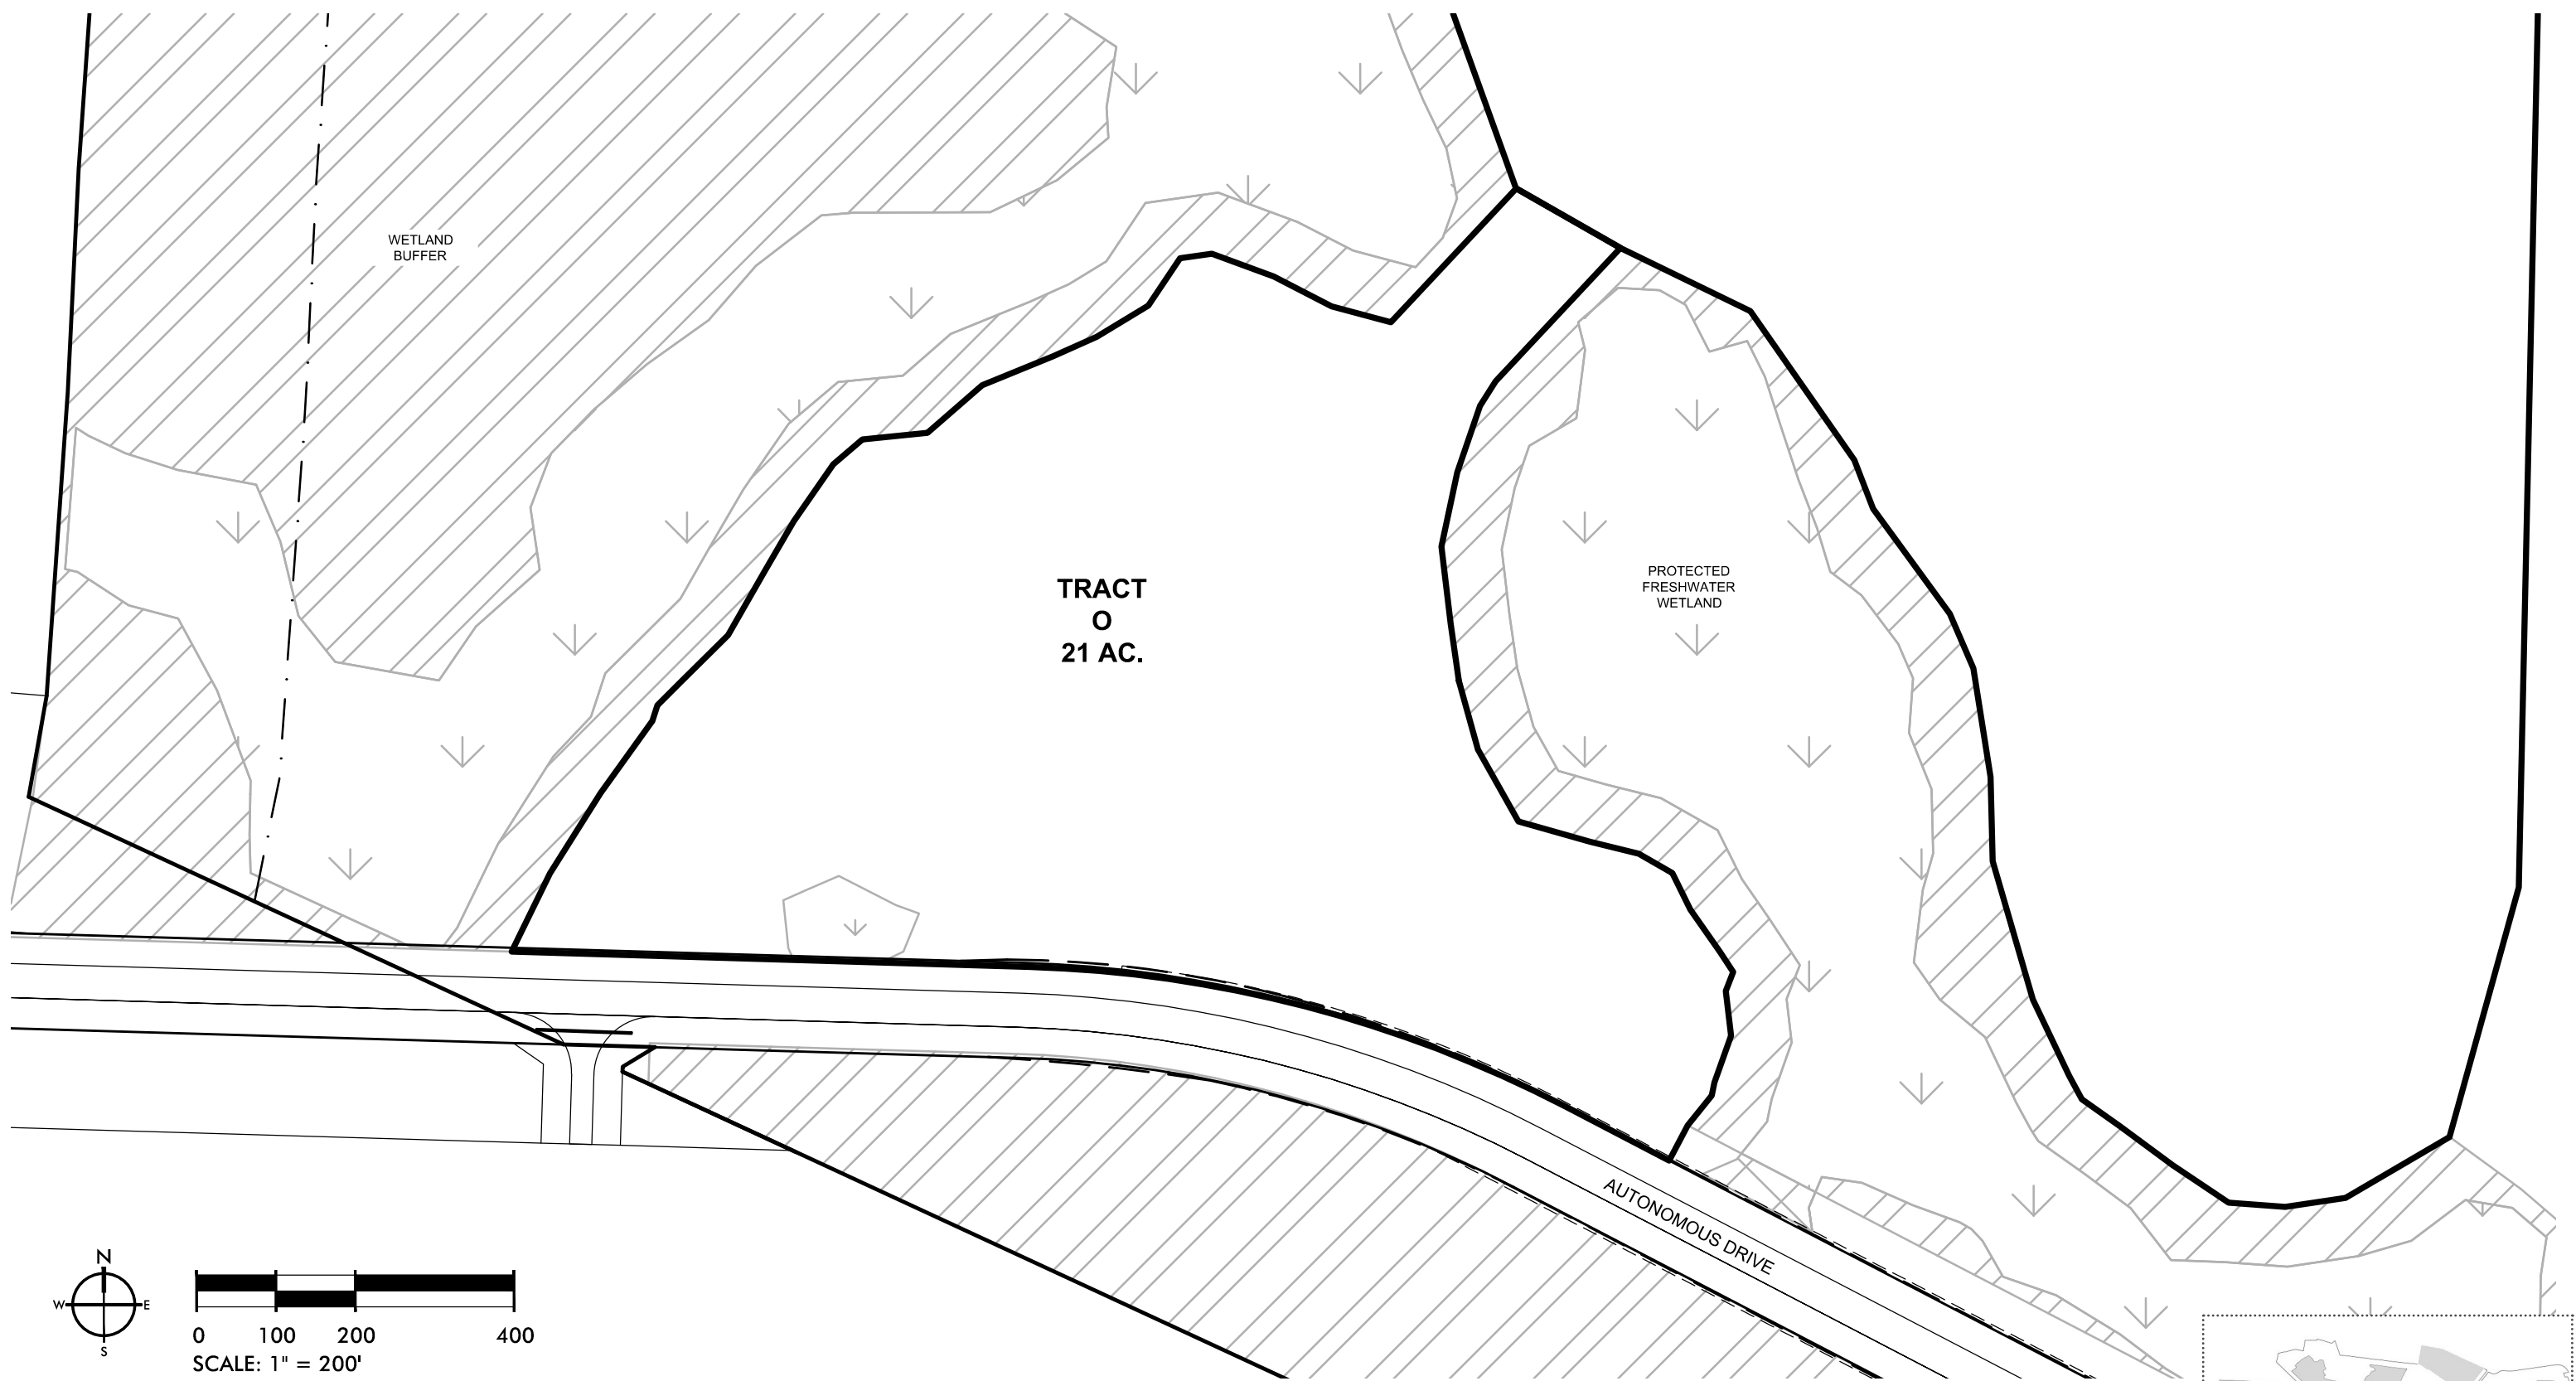 WETLAND
BUFFER
TRACT
O
21 AC.
PROTECTED
FRESHWATER
WETLAND
AUTONOMOUS DRIVE
N
W
E
S
0 100 200 400
SCALE: 1" = 200'